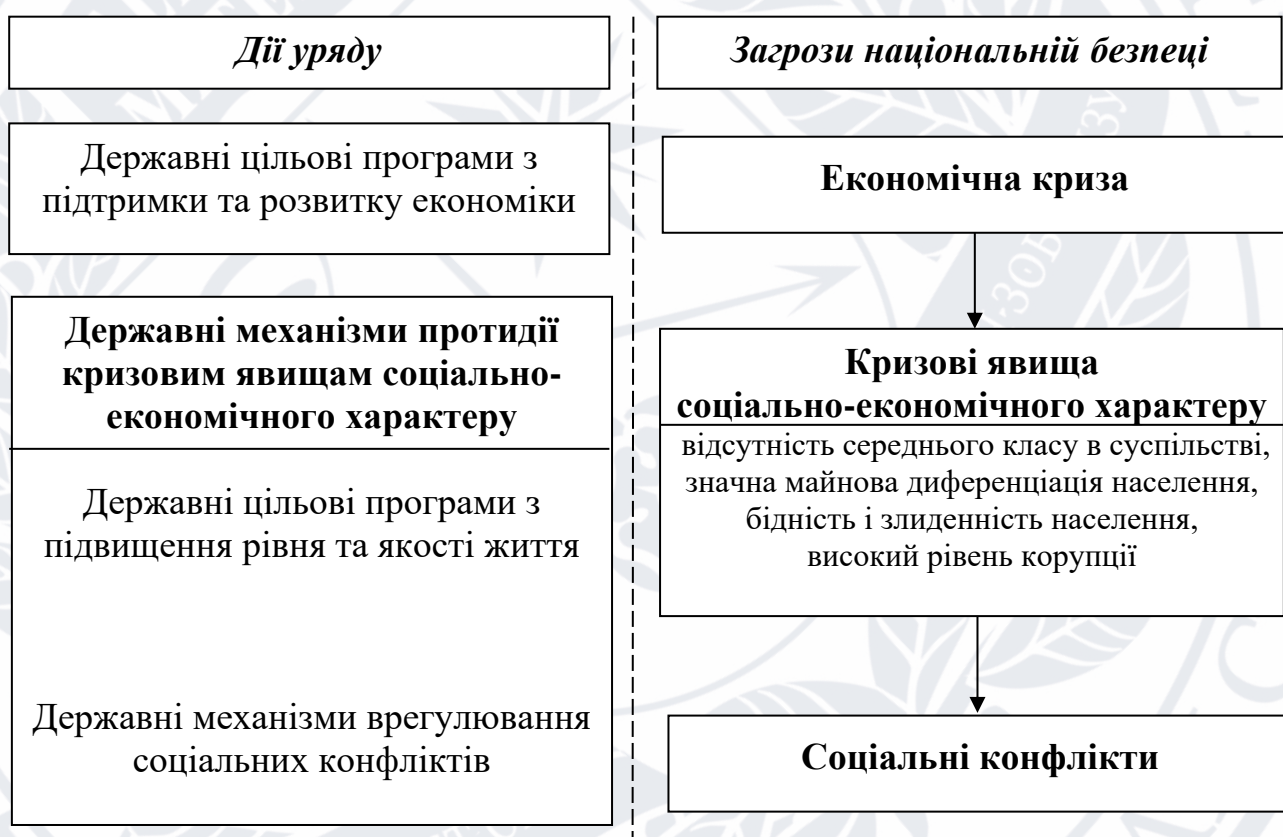 Дії уряду
Державні цільові програми з
підтримки та розвитку економіки
Державні механізми протидії
кризовим явищам соціально-
економічного характеру
Державні цільові програми з
підвищення рівня та якості життя
Державні механізми врегулювання
соціальних конфліктів
Загрози національній безпеці
Економічна криза
Кризові явища
соціально-економічного характеру
відсутність середнього класу в суспільстві,
значна майнова диференціація населення,
бідність і злиденність населення,
високий рівень корупції
Соціальні конфлікти